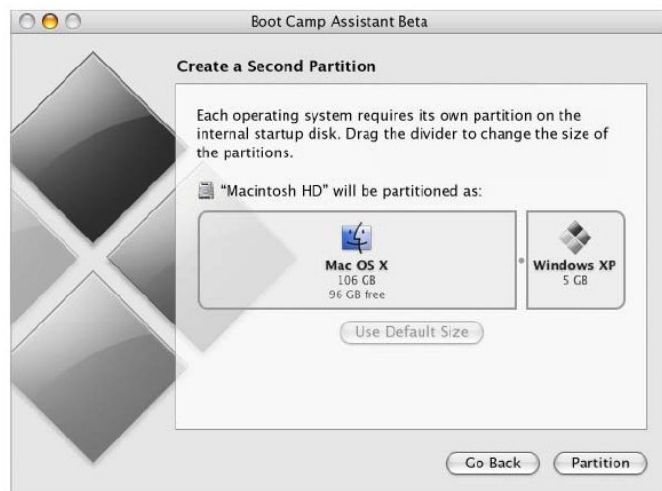 Boot Camp Assistant Beta
Create a Second Partition
Each operating system requires its own partition on the
internal startup disk. Drag the divider to change the size of
the partitions.
"Macintosh HD" will be partitioned as:
Mac OS X
106 GB
96 GB free
Windows XP
5 GB
Use Default Size
Go Back
Partition